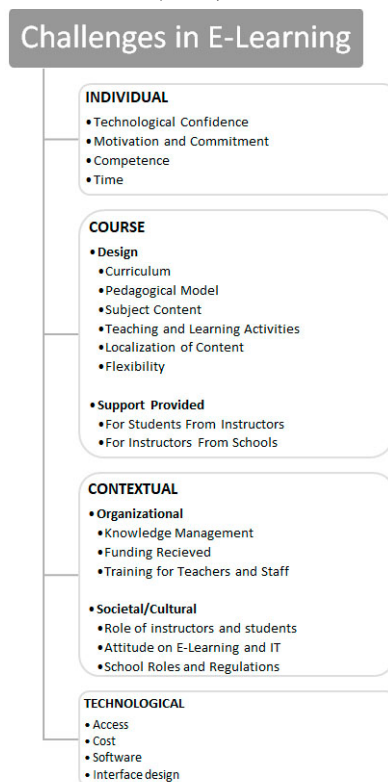 Challenges in E-Learning
INDIVIDUAL
•Technological Confidence
•Motivation and Commitment
•Competence
•Time
COURSE
•Design
•Curriculum
•Pedagogical Model
•Subject Content
•Teaching and Learning Activities
•Localization of Content
•Flexibility
•Support Provided
•For Students From Instructors
•For Instructors From Schools
CONTEXTUAL
•Organizational
•Knowledge Management
•Funding Recieved
•Training for Teachers and Staff
•Societal/Cultural
•Role of instructors and students
•Attitude on E-Learning and IT
•School Roles and Regulations
TECHNOLOGICAL
•Access
•Cost
•Software
•Interface design